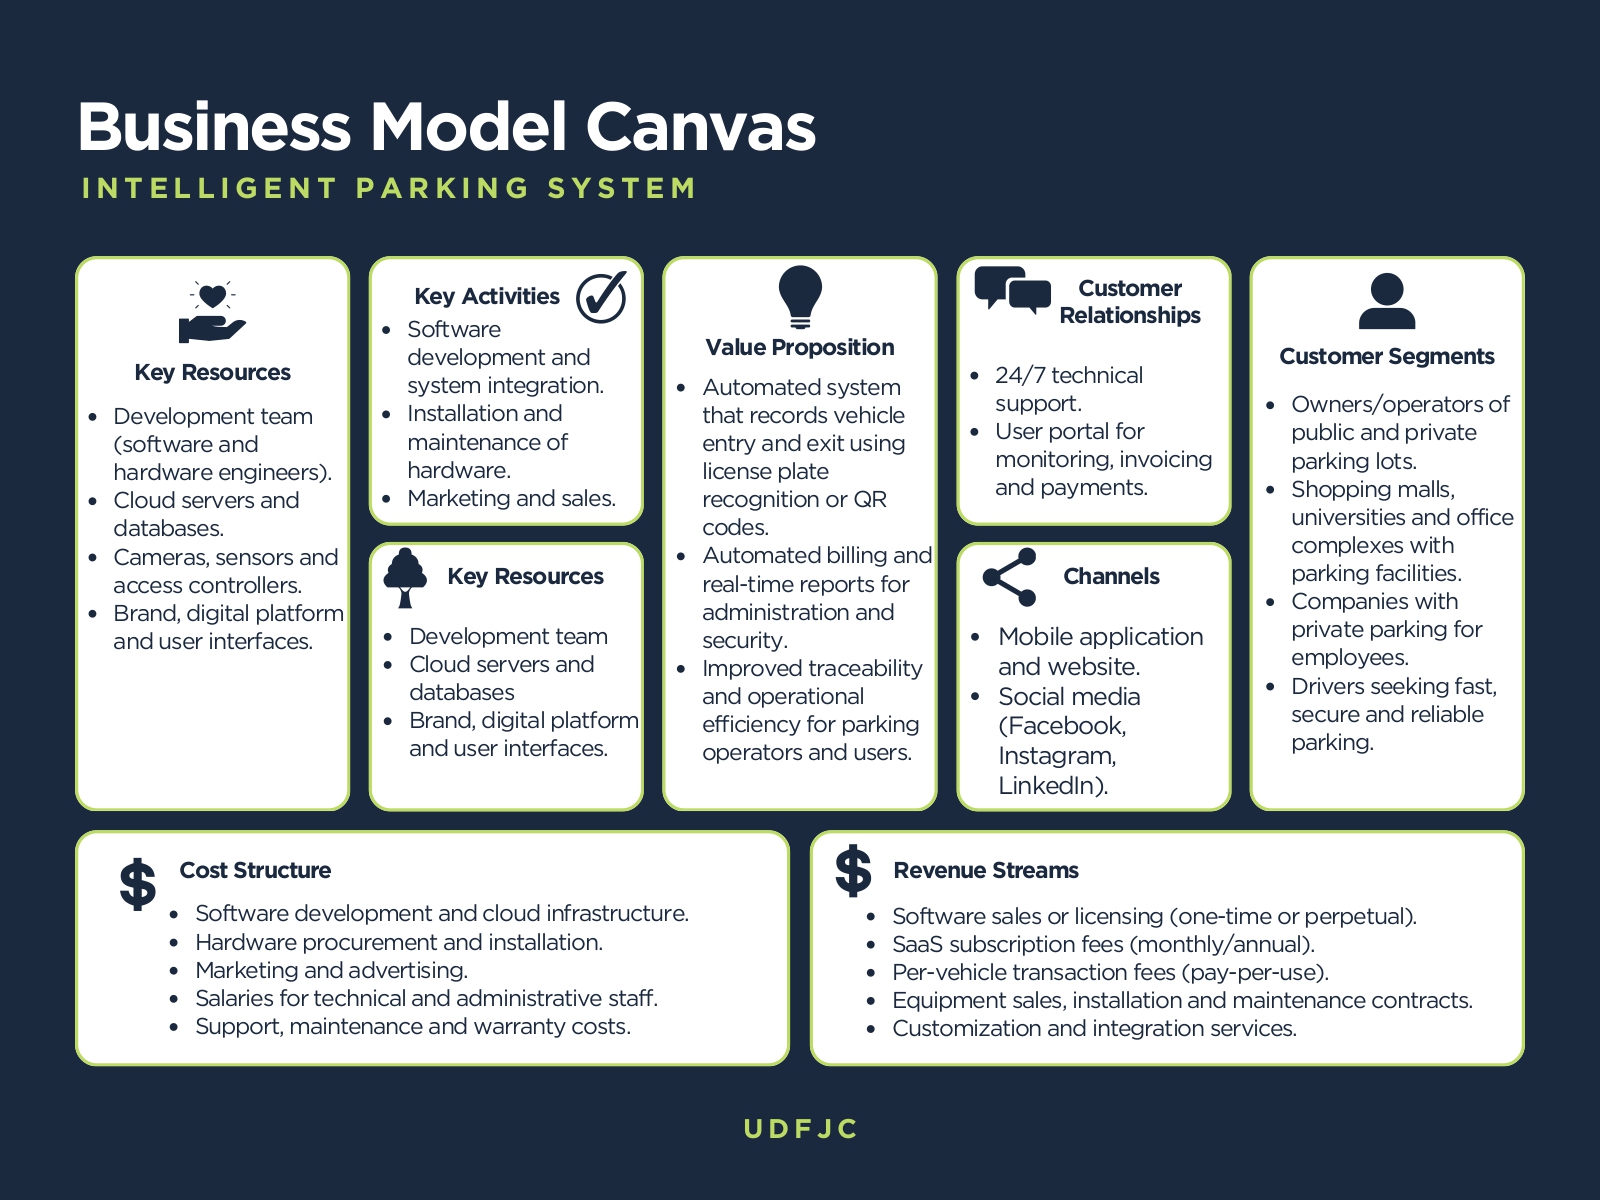 Business Model Canvas
INTELLIGENT PARKING SYSTEM
Key Resources
• Development team
(software and
hardware engineers).
• Cloud servers and
databases.
• Cameras, sensors and
access controllers.
• Brand, digital platform
and user interfaces.
Key Activities
• Software
development and
system integration.
• Installation and
maintenance of
hardware.
• Marketing and sales.
Key Resources
• Development team
• Cloud servers and
databases
• Brand, digital platform
and user interfaces.
Value Proposition
• Automated system
that records vehicle
entry and exit using
license plate
recognition or QR
codes.
• Automated billing and
real-time reports for
administration and
security.
• Improved traceability
and operational
efficiency for parking
operators and users.
Customer
Relationships
• 24/7 technical
support.
• User portal for
monitoring, invoicing
and payments.
Channels
• Mobile application
and website.
• Social media
(Facebook,
Instagram,
LinkedIn).
Customer Segments
• Owners/operators of
public and private
parking lots.
• Shopping malls,
universities and office
complexes with
parking facilities.
• Companies with
private parking for
employees.
• Drivers seeking fast,
secure and reliable
parking.
$ Cost Structure
• Software development and cloud infrastructure.
• Hardware procurement and installation.
• Marketing and advertising.
• Salaries for technical and administrative staff.
• Support, maintenance and warranty costs.
$ Revenue Streams
• Software sales or licensing (one-time or perpetual).
• SaaS subscription fees (monthly/annual).
• Per-vehicle transaction fees (pay-per-use).
• Equipment sales, installation and maintenance contracts.
• Customization and integration services.
UDFJC